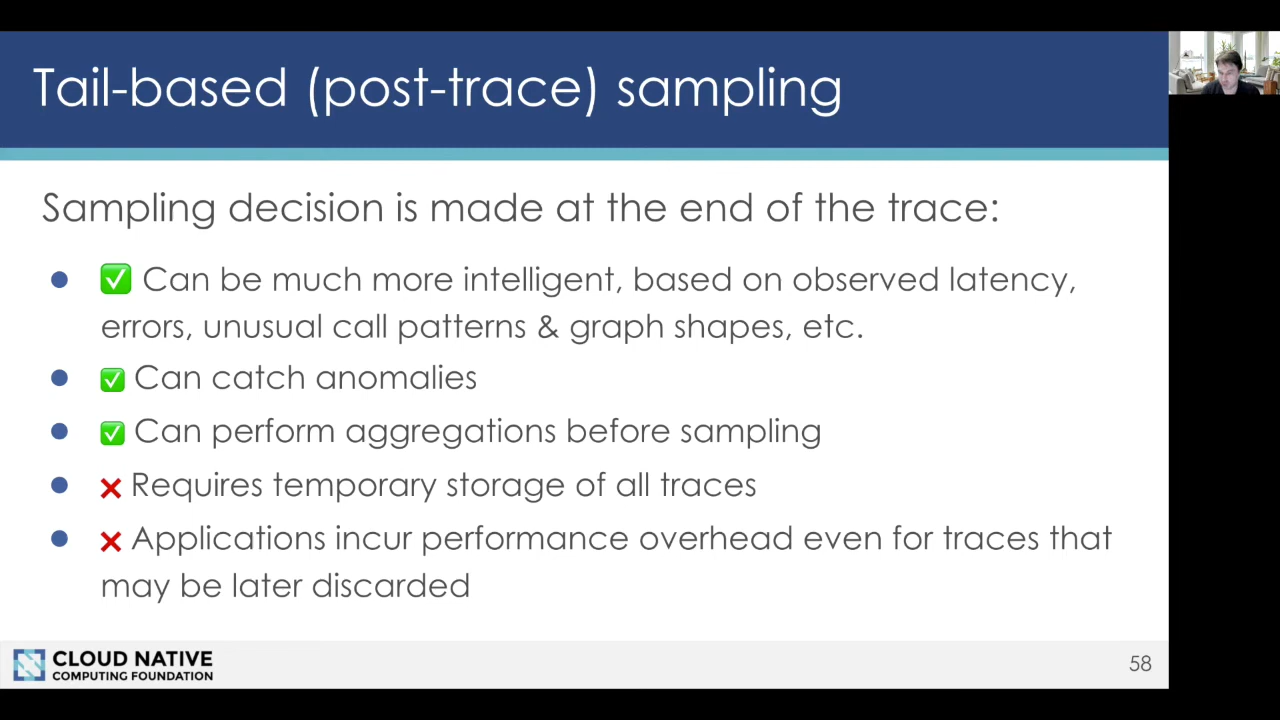 Tail-based (post-trace) sampling
Sampling decision is made at the end of the trace:
● ✅ Can be much more intelligent, based on observed latency,
errors, unusual call patterns & graph shapes, etc.
● ✅ Can catch anomalies
● ✅ Can perform aggregations before sampling
● ❌ Requires temporary storage of all traces
● ❌ Applications incur performance overhead even for traces that
may be later discarded
CLOUD NATIVE
COMPUTING FOUNDATION
58